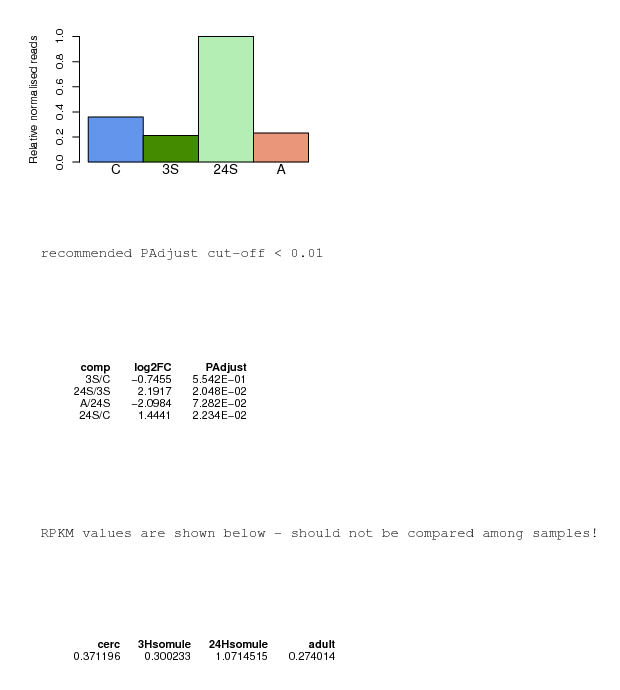 Relative normalised reads
1.0
0.8
0.6
0.4
0.2
0.0
C 3S 24S A
recommended PAdjust cut-off < 0.01
comp log2FC PAdjust
3S/C −0.7455 5.542E−01
24S/3S 2.1917 2.048E−02
A/24S −2.0984 7.282E−02
24S/C 1.4441 2.234E−02
RPKM values are shown below - should not be compared among samples!
cerc 3Hsomule 24Hsomule adult
0.371196 0.300233 1.0714515 0.274014